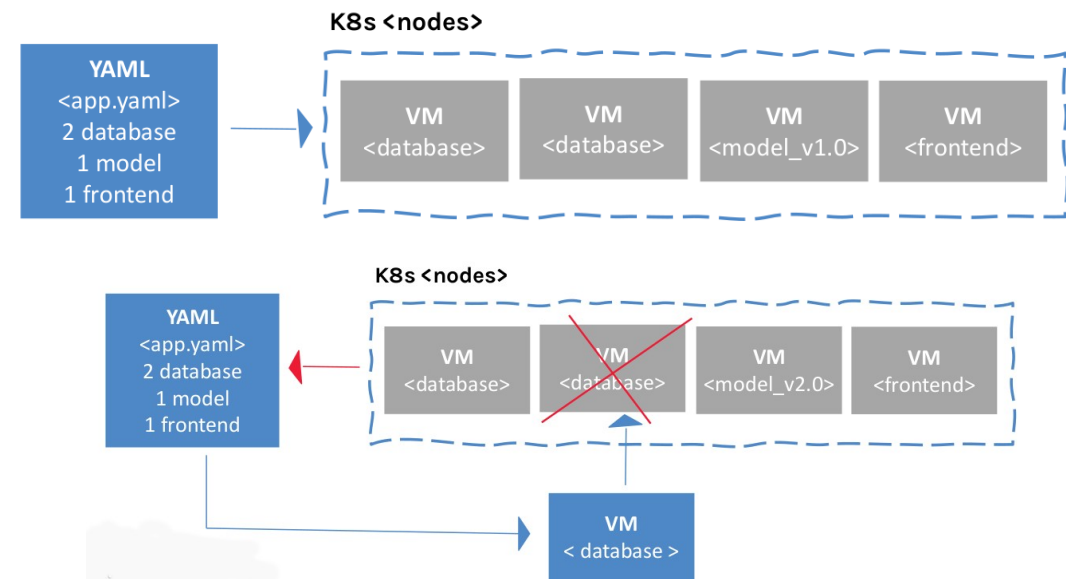 K8s <nodes>
YAML
<app.yaml>
2 database
1 model
1 frontend
VM
<database>
VM
<database>
VM
<model_v1.0>
VM
<frontend>
K8s <nodes>
YAML
<app.yaml>
2 database
1 model
1 frontend
VM
<database>
VM
<database>
VM
<model_v2.0>
VM
<frontend>
VM
< database >